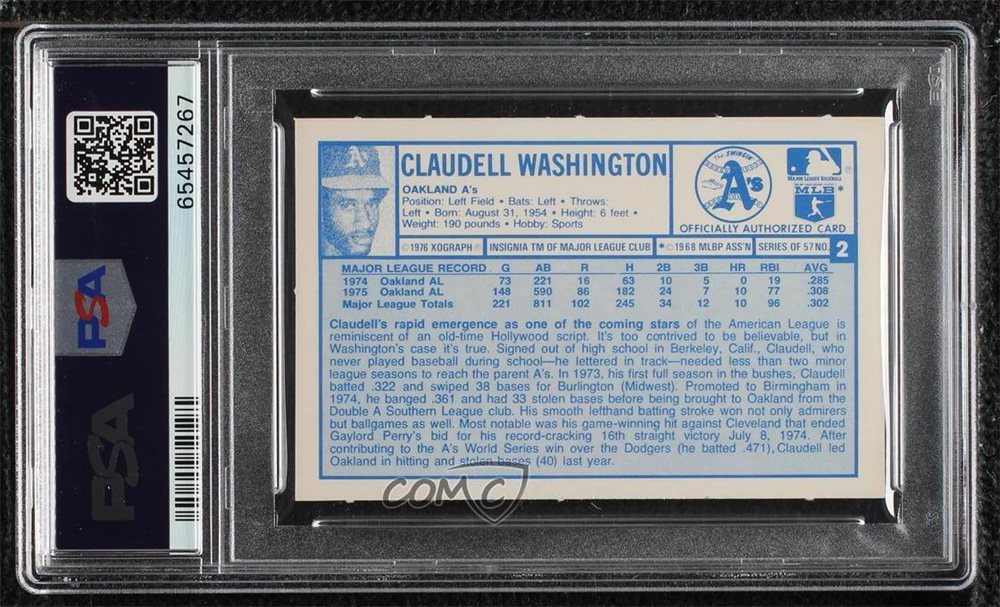 65457267
PSA
PSA
CLAUDELL WASHINGTON
OAKLAND A's
Position: Left Field • Bats: Left • Throws:
Left • Born: August 31, 1954 • Height: 6 feet •
Weight: 190 pounds • Hobby: Sports
The SWINGIN'
A's
MAJOR LEAGUE BASEBALL
MLB*
OFFICIALLY AUTHORIZED CARD
©1976 XOGRAPH® INSIGNIA TM OF MAJOR LEAGUE CLUB *©1968 MLBP ASS'N SERIES OF 57 NO. 2
MAJOR LEAGUE RECORD G AB R H 2B 3B HR RBI AVG.
1974 Oakland AL 73 221 16 63 10 5 0 19 .285
1975 Oakland AL 148 590 86 182 24 7 10 77 .308
Major League Totals 221 811 102 245 34 12 10 96 .302
Claudell's rapid emergence as one of the coming stars of the American League is
reminiscent of an old-time Hollywood script. It's too contrived to be believable, but in
Washington's case it's true. Signed out of high school in Berkeley, Calif., Claudell, who
never played baseball during school—he lettered in track—needed less than two minor
league seasons to reach the parent A's. In 1973, his first full season in the bushes, Claudell
batted .322 and swiped 38 bases for Burlington (Midwest). Promoted to Birmingham in
1974, he banged .361 and had 33 stolen bases before being brought to Oakland from the
Double A Southern League club. His smooth lefthand batting stroke won not only admirers
but ballgames as well. Most notable was his game-winning hit against Cleveland that ended
Gaylord Perry's bid for his record-cracking 16th straight victory July 8, 1974. After
contributing to the A's World Series win over the Dodgers (he batted .471), Claudell led
Oakland in hitting and stolen bases (40) last year.
COMC